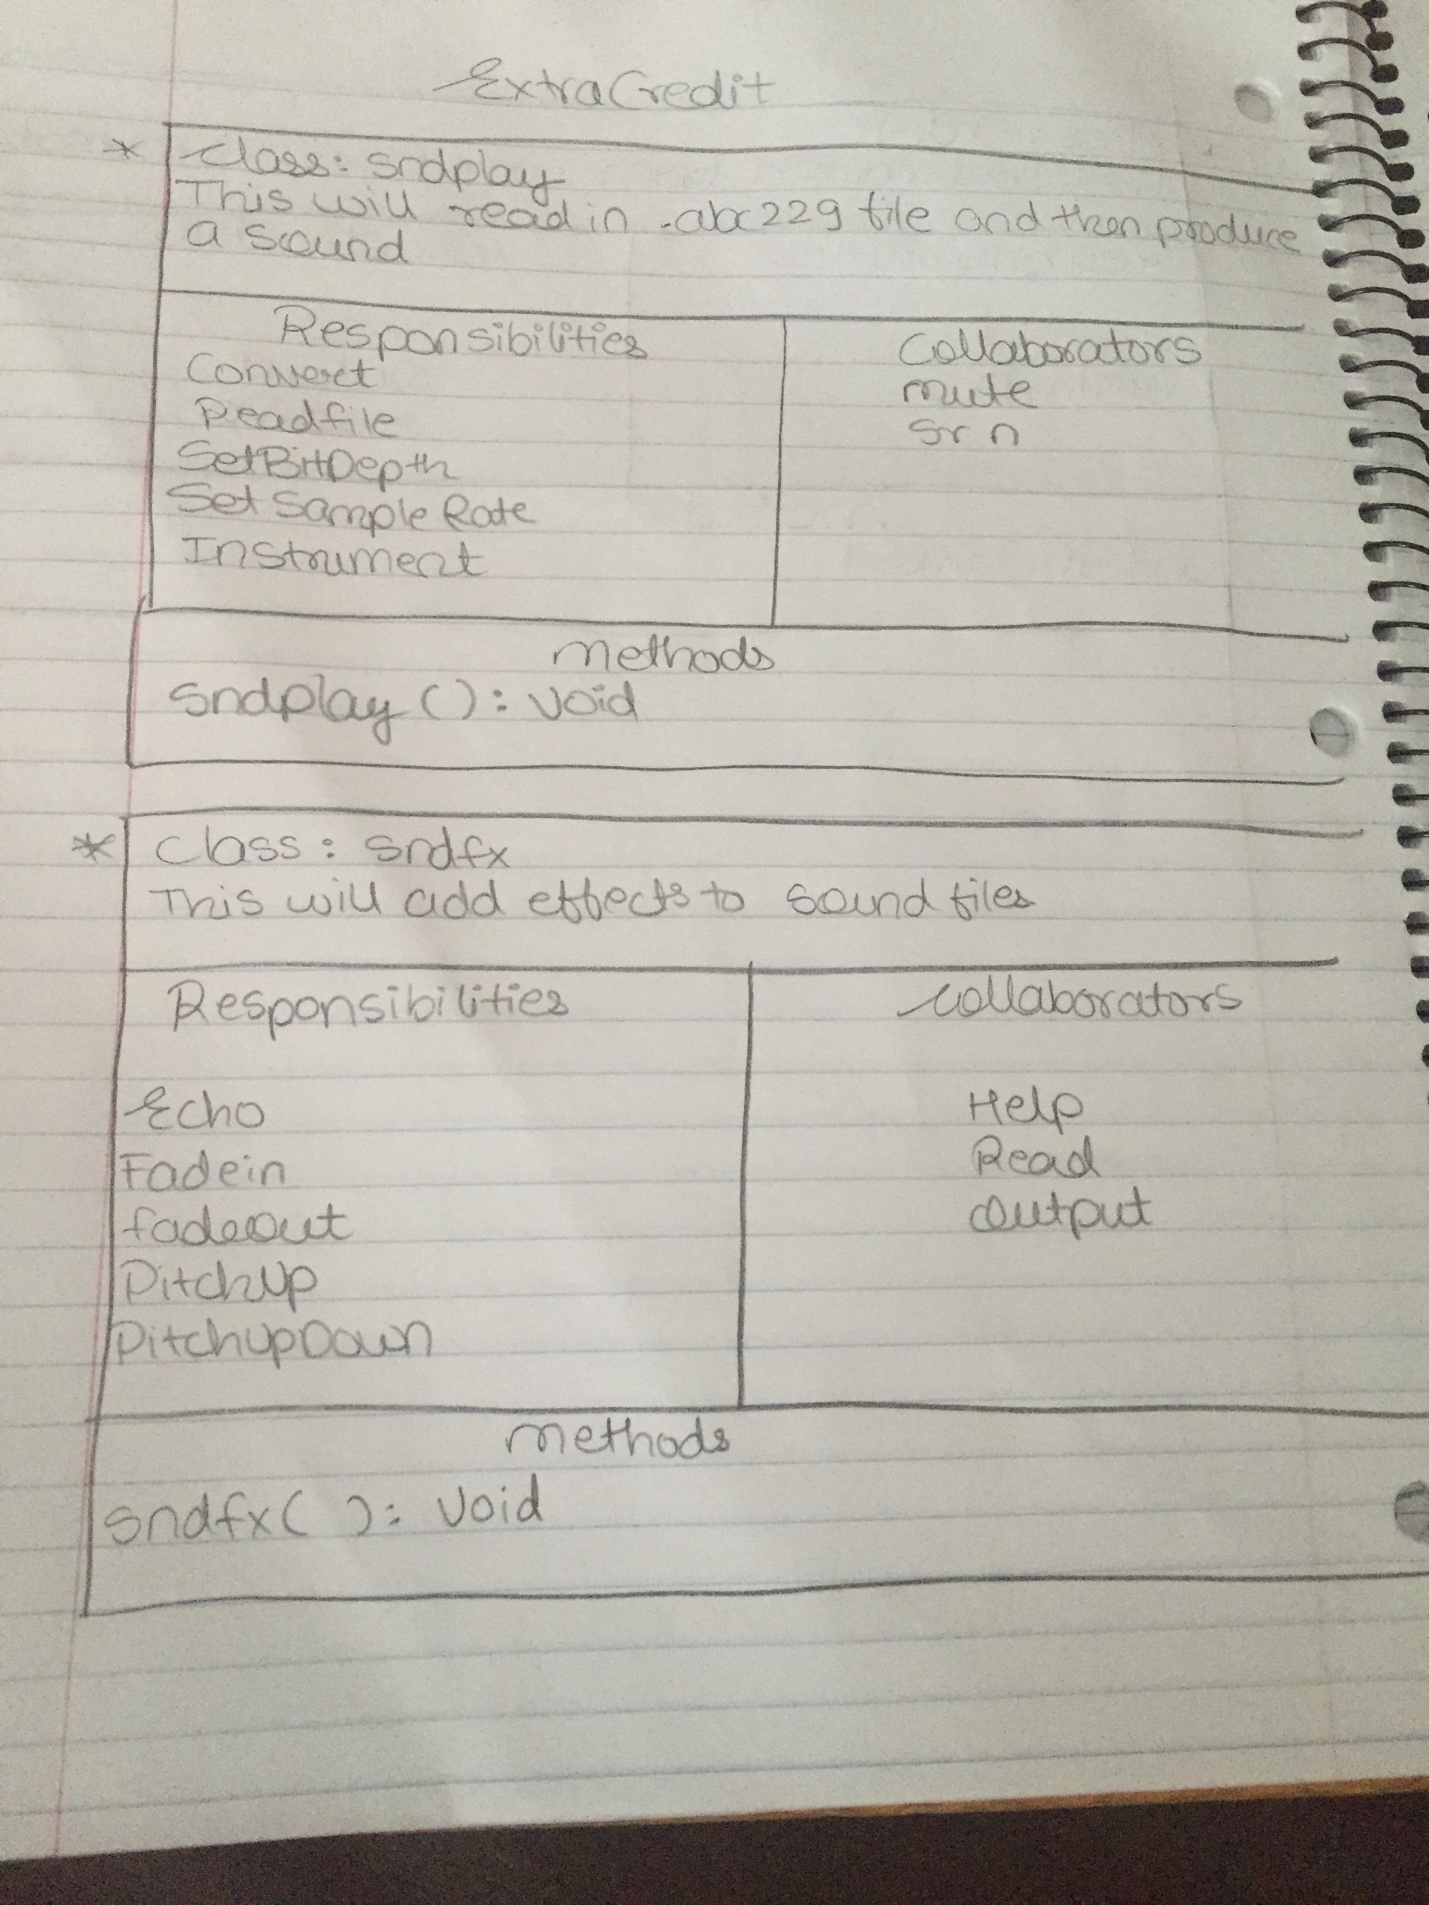 ExtraCredit
* Class: sndplay
This will read in .abc229 file and then produce
a sound
Responsibilities
Collaborators
Convert
mute
Readfile
Sr n
SetBitDepth
Set Sample Rate
Instrument
methods
sndplay ( ) : void
* Class : sndfx
This will add effects to sound files
Responsibilities
Collaborators
Echo
Help
Fadein
Read
fadeout
output
PitchUp
PitchupDown
methods
sndfx( ) : void